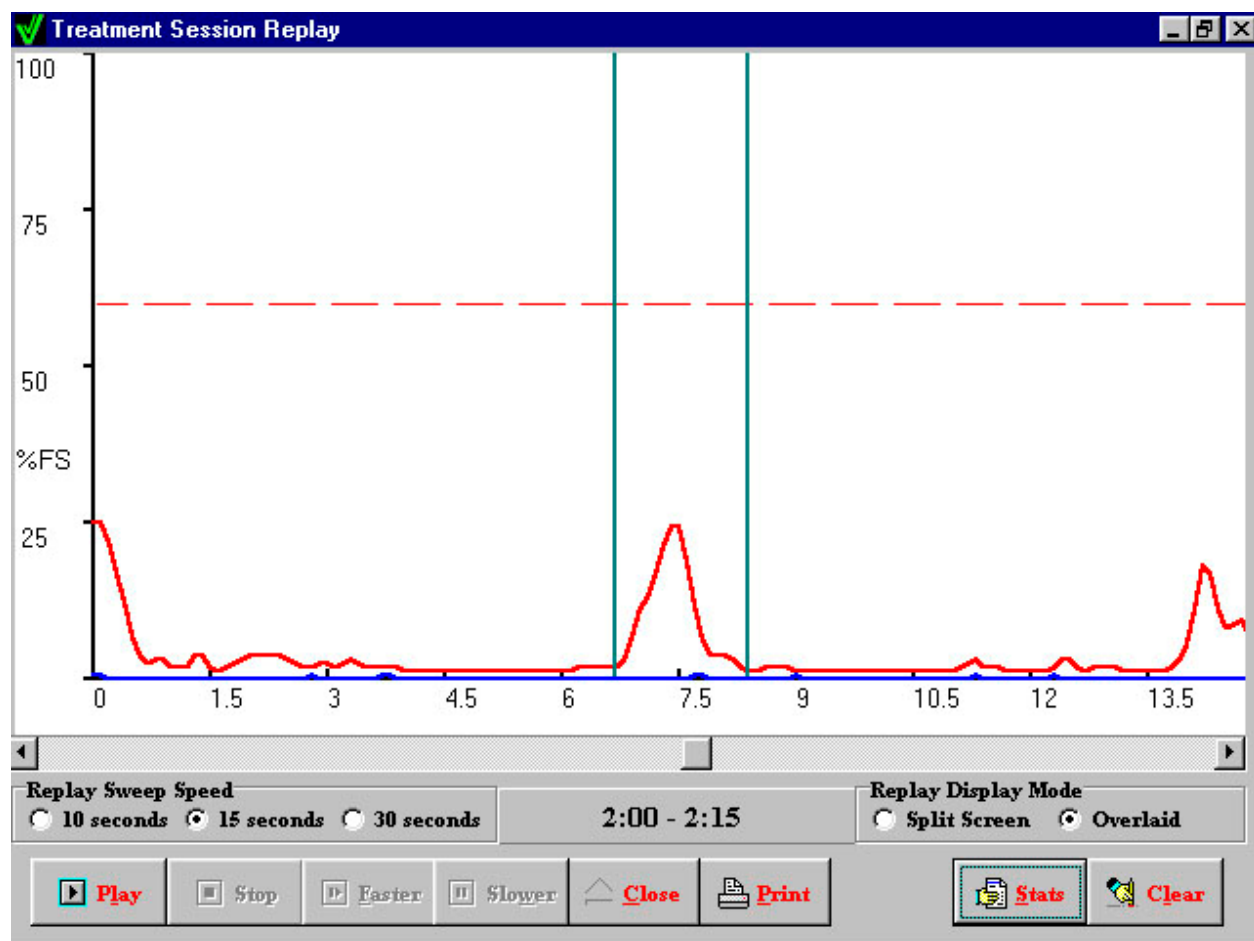 Treatment Session Replay
100
75
50
%FS
25
0 1.5 3 4.5 6 7.5 9 10.5 12 13.5
Replay Sweep Speed
10 seconds 15 seconds 30 seconds
2:00 - 2:15
Replay Display Mode
Split Screen Overlaid
Play Stop Faster Slower Close Print Stats Clear